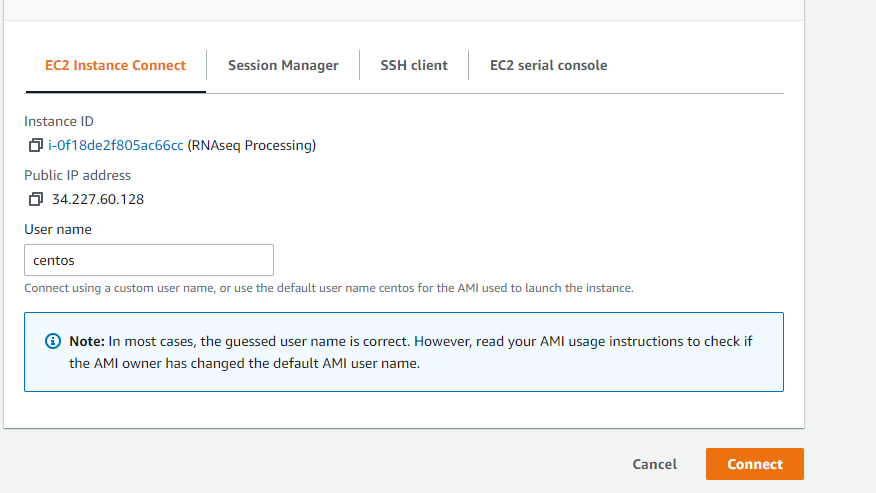 EC2 Instance Connect
Session Manager
SSH client
EC2 serial console
Instance ID
i-0f18de2f805ac66cc (RNAseq Processing)
Public IP address
34.227.60.128
User name
centos
Connect using a custom user name, or use the default user name centos for the AMI used to launch the instance.
Note: In most cases, the guessed user name is correct. However, read your AMI usage instructions to check if
the AMI owner has changed the default AMI user name.
Cancel
Connect